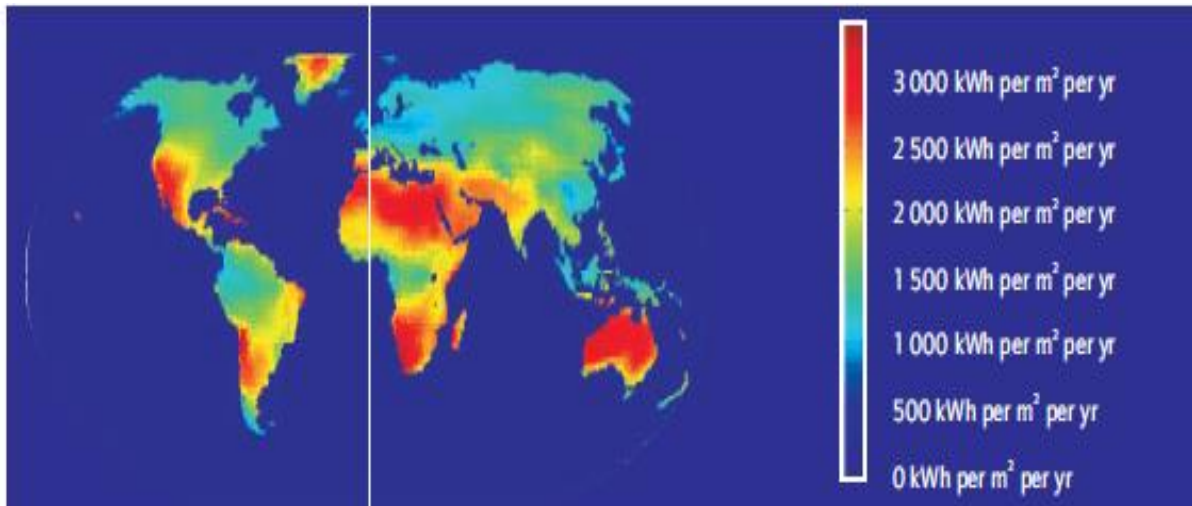 3 000 kWh per m² per yr
2 500 kWh per m² per yr
2 000 kWh per m² per yr
1 500 kWh per m² per yr
1 000 kWh per m² per yr
500 kWh per m² per yr
0 kWh per m² per yr